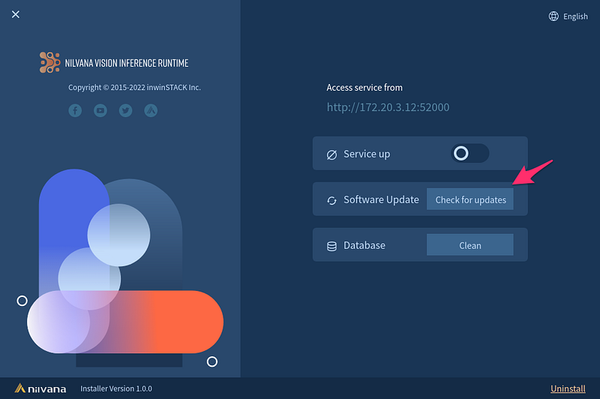 English
NILVANA VISION INFERENCE RUNTIME
Copyright © 2015-2022 inwinSTACK Inc.
Access service from
http://172.20.3.12:52000
Service up
Software Update
Check for updates
Database
Clean
nilvana
Installer Version 1.0.0
Uninstall